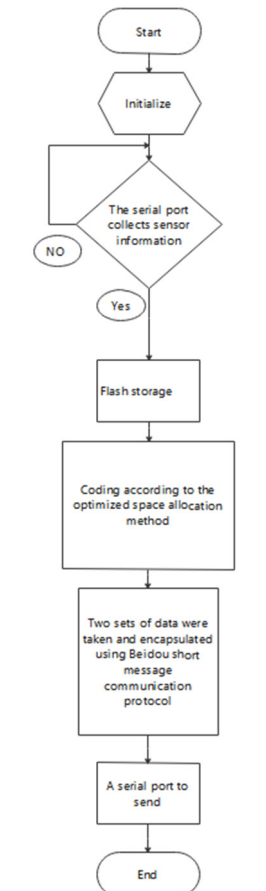 Start
Initialize
The serial port
collects sensor
information
NO
Yes
Flash storage
Coding according to the
optimized space allocation
method
Two sets of data were
taken and encapsulated
using Beidou short
message
communication
protocol
A serial port to
send
End